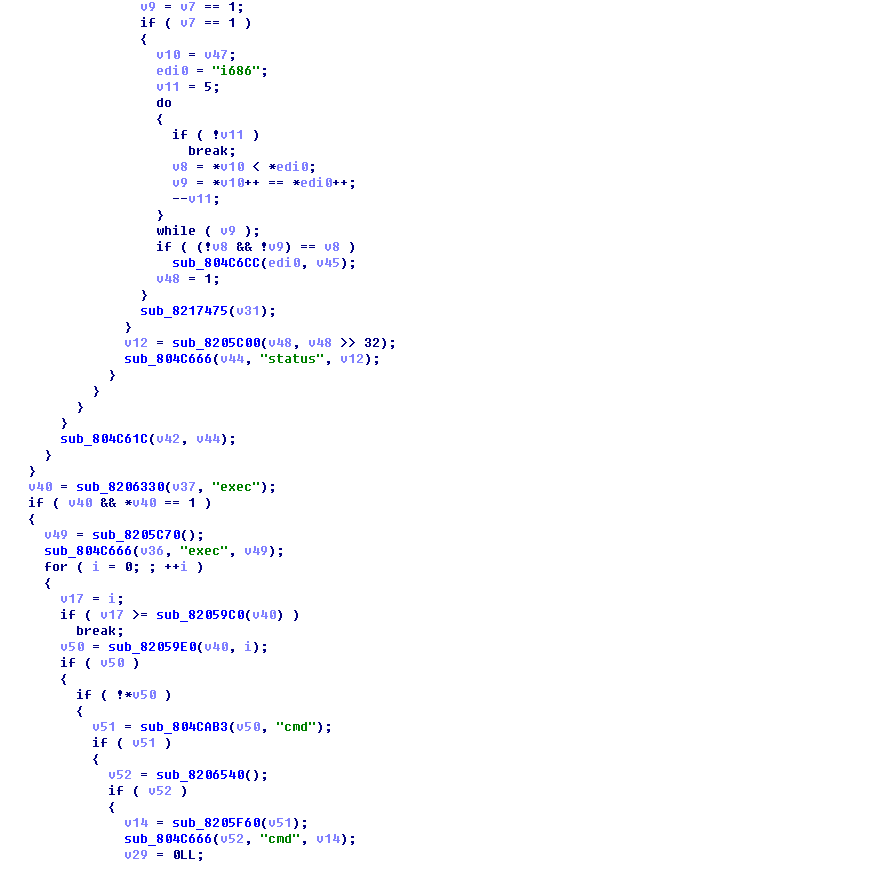 v9 = v7 == 1;
if ( v7 == 1 )
{
v10 = v47;
edi0 = "i686";
v11 = 5;
do
{
if ( !v11 )
break;
v8 = *v10 < *edi0;
v9 = *v10++ == *edi0++;
--v11;
}
while ( v9 );
if ( (!v8 && !v9) == v8 )
sub_804C6CC(edi0, v45);
v48 = 1;
}
sub_8217475(v31);
}
v12 = sub_8205C00(v48, v48 >> 32);
sub_804C666(v44, "status", v12);
}
}
}
}
sub_804C61C(v42, v44);
}
}
v40 = sub_8206330(v37, "exec");
if ( v40 && *v40 == 1 )
{
v49 = sub_8205C70();
sub_804C666(v36, "exec", v49);
for ( i = 0; ; ++i )
{
v17 = i;
if ( v17 >= sub_82059C0(v40) )
break;
v50 = sub_82059E0(v40, i);
if ( v50 )
{
if ( !*v50 )
{
v51 = sub_804CAB3(v50, "cmd");
if ( v51 )
{
v52 = sub_8206540();
if ( v52 )
{
v14 = sub_8205F60(v51);
sub_804C666(v52, "cmd", v14);
v29 = 0LL;